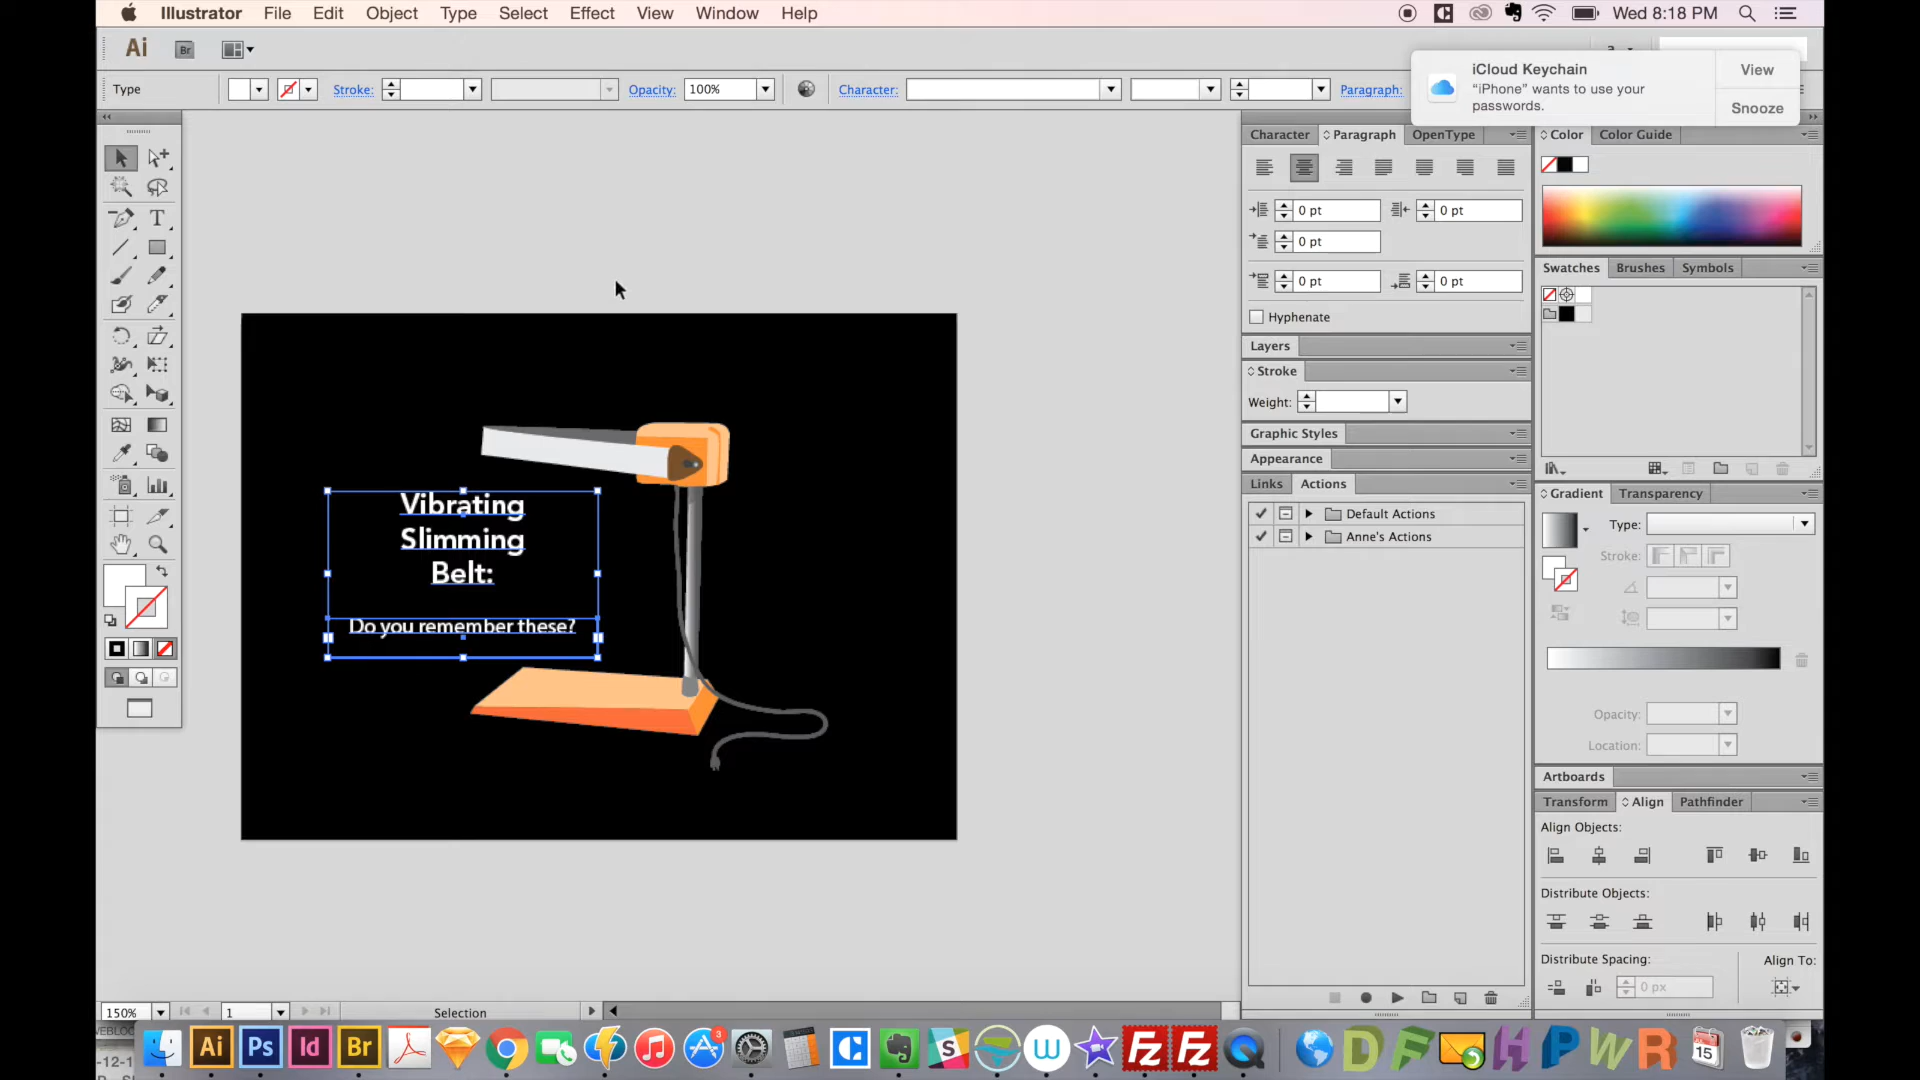 Illustrator File Edit Object Type Select Effect View Window Help
Wed 8:18 PM
Ai Br
Type Stroke: Opacity: 100% Character: Paragraph:
iCloud Keychain
“iPhone” wants to use your
passwords.
View
Snooze
Character Paragraph OpenType
0 pt 0 pt
0 pt
0 pt 0 pt
Hyphenate
Layers
Stroke
Weight:
Graphic Styles
Appearance
Links Actions
Default Actions
Anne's Actions
Color Color Guide
Swatches Brushes Symbols
Gradient Transparency
Type:
Stroke:
Opacity:
Location:
Artboards
Transform Align Pathfinder
Align Objects:
Distribute Objects:
Distribute Spacing: Align To:
0 px
Vibrating
Slimming
Belt:
Do you remember these?
150% 1 Selection
Ai Ps Id Br
15